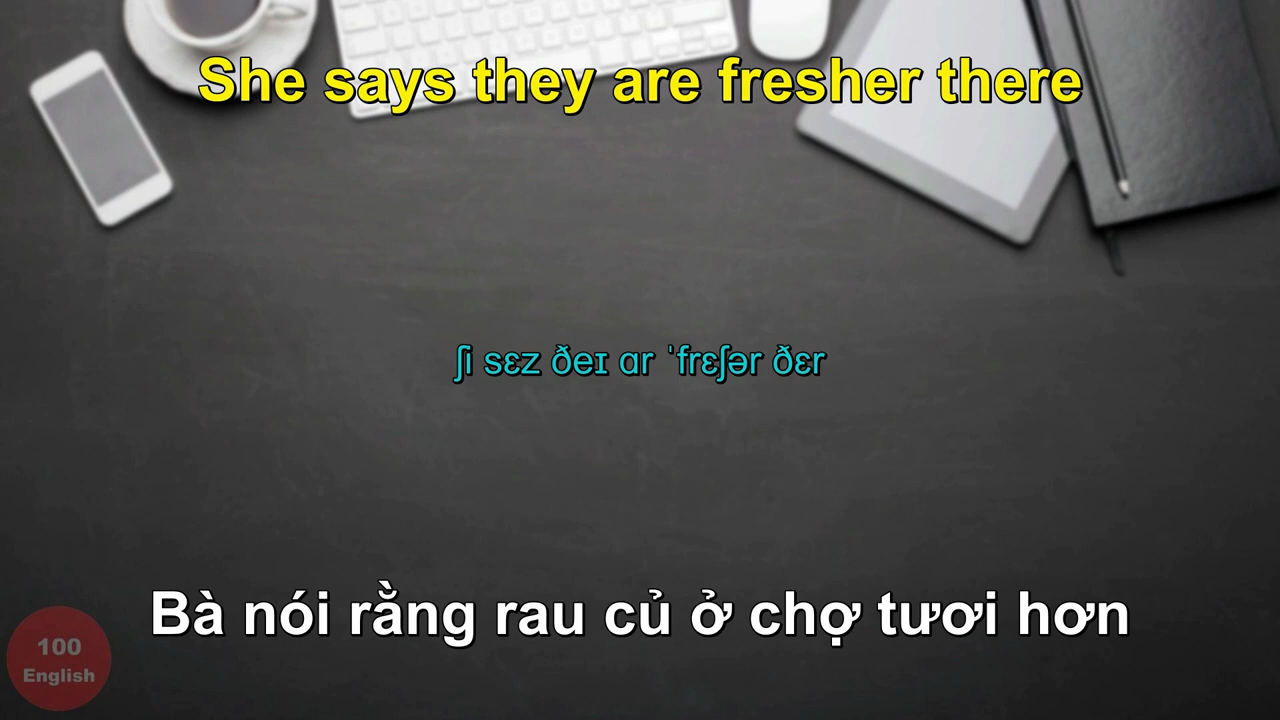 She says they are fresher there
ʃi sɛz ðeɪ ɑr ˈfrɛʃər ðɛr
Bà nói rằng rau củ ở chợ tươi hơn
100
English